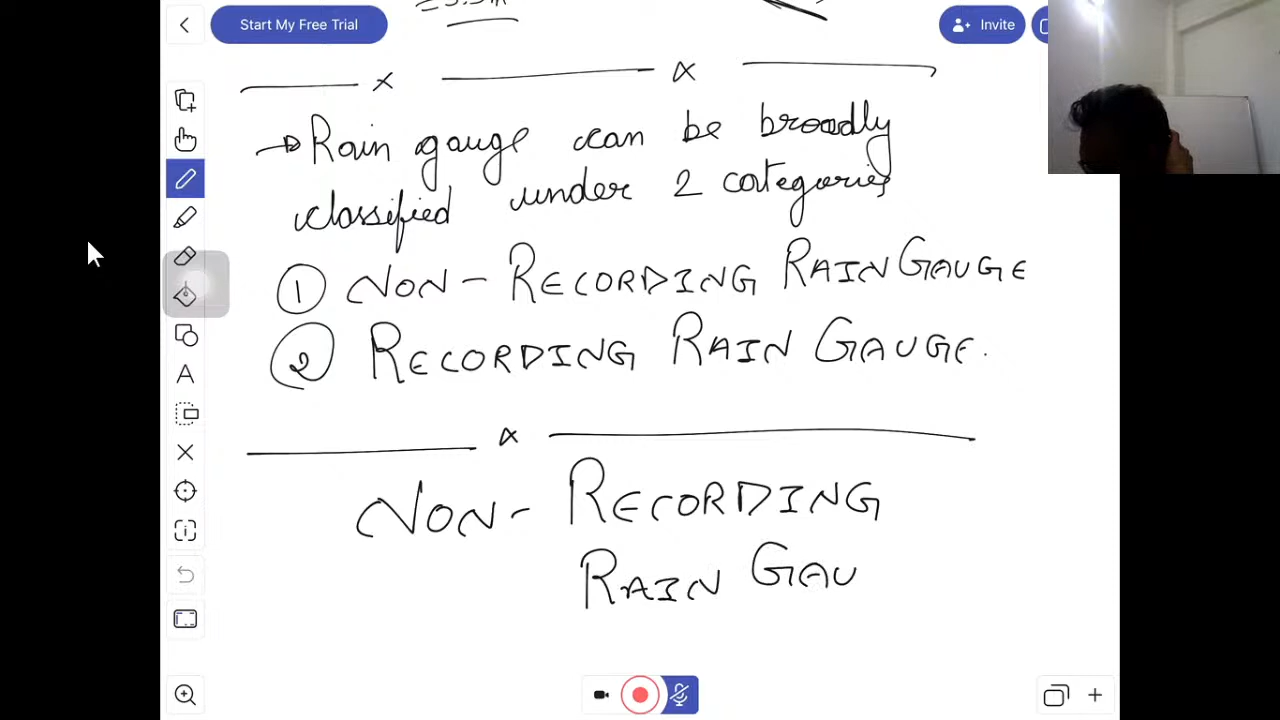 Start My Free Trial
Invite
Rain gauge can be broadly
classified under 2 categories
1 NON-RECORDING RAIN GAUGE
2 RECORDING RAIN GAUGE.
NON-RECORDING
RAIN GAU
A